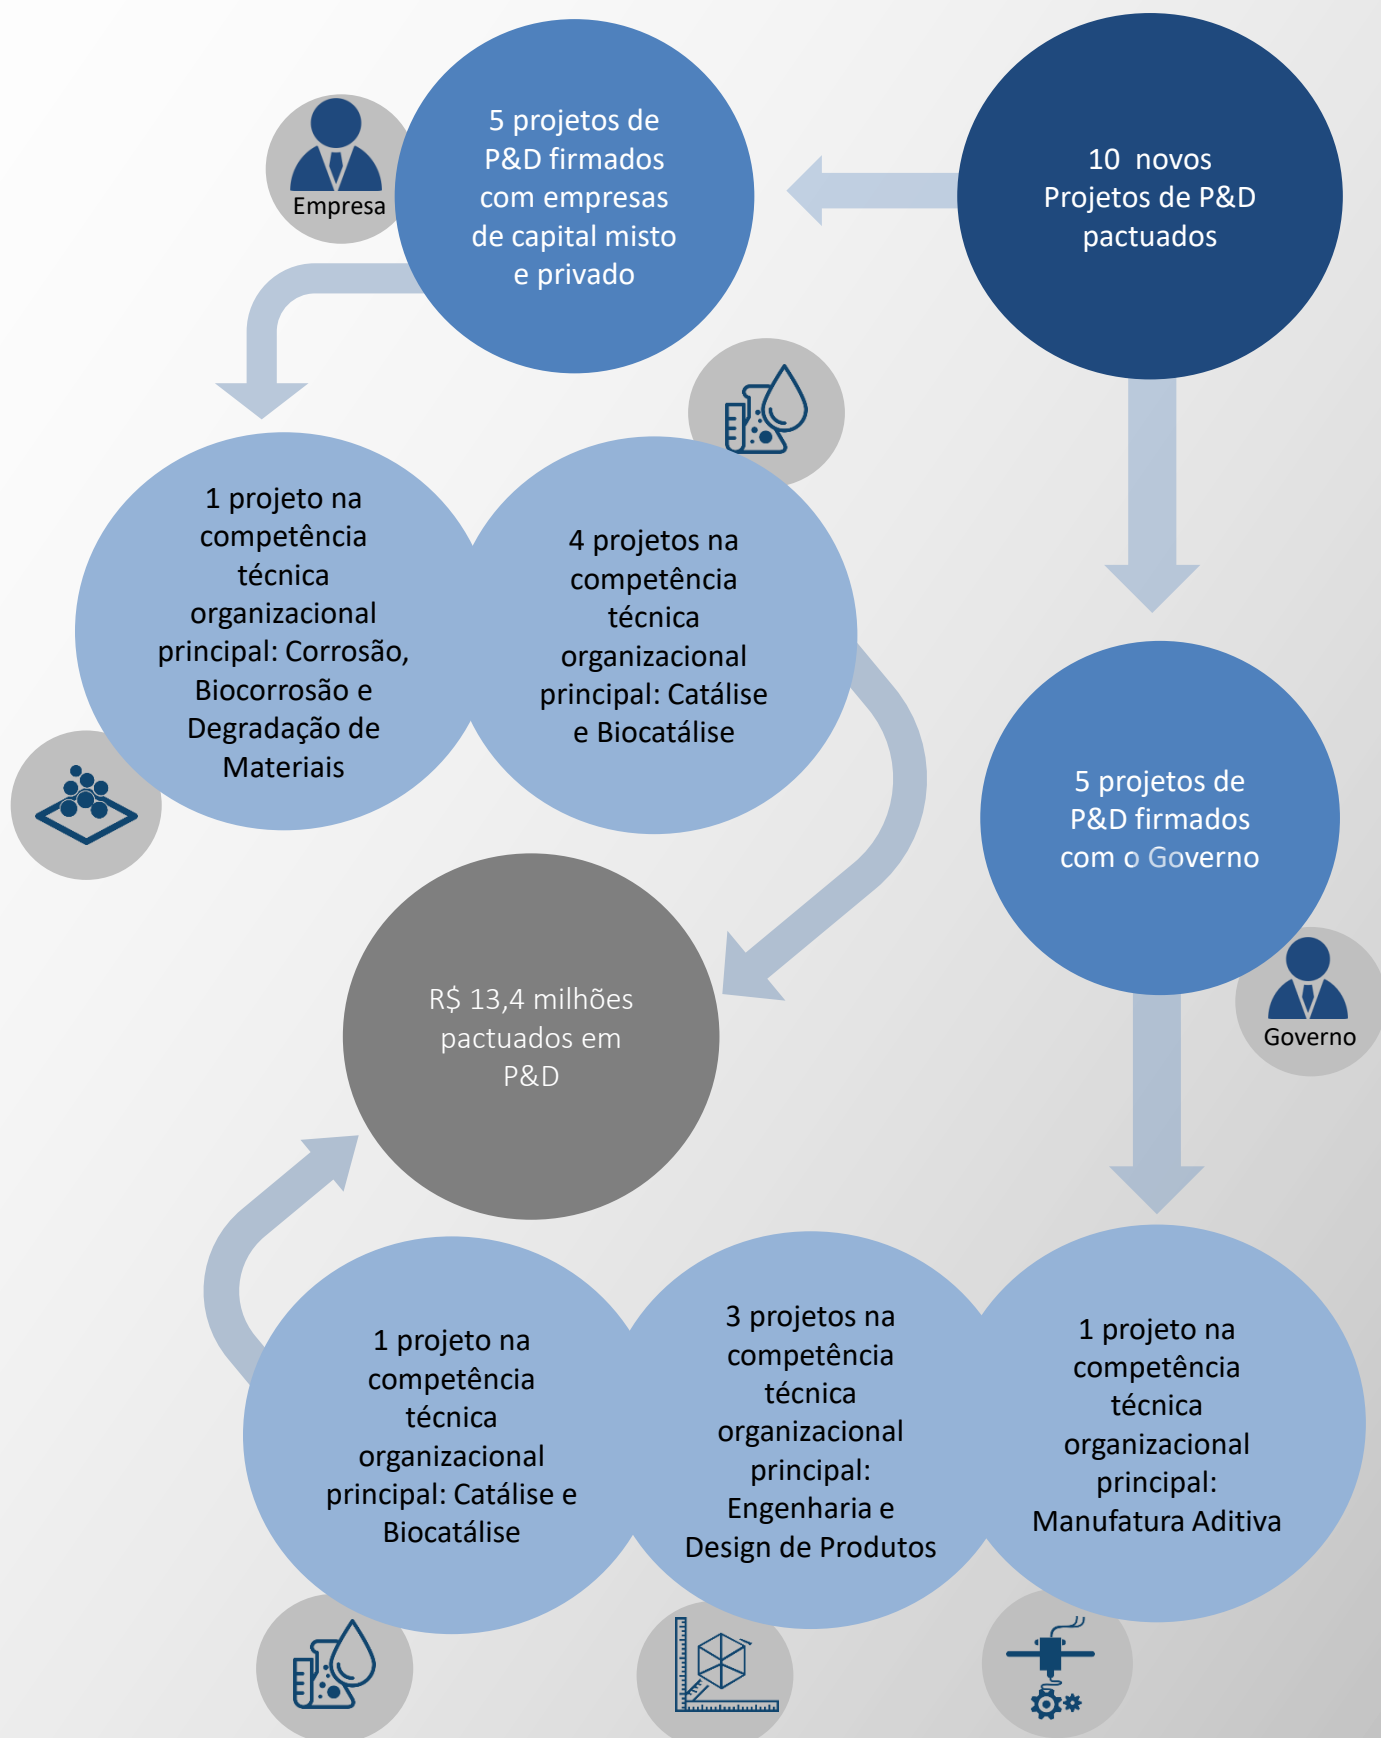 10 novos
Projetos de P&D
pactuados
5 projetos de
P&D firmados
com empresas
de capital misto
e privado
Empresa
1 projeto na
competência
técnica
organizacional
principal: Corrosão,
Biocorrosão e
Degradação de
Materiais
4 projetos na
competência
técnica
organizacional
principal: Catálise
e Biocatálise
5 projetos de
P&D firmados
com o Governo
Governo
R$ 13,4 milhões
pactuados em
P&D
1 projeto na
competência
técnica
organizacional
principal: Catálise e
Biocatálise
3 projetos na
competência
técnica
organizacional
principal:
Engenharia e
Design de Produtos
1 projeto na
competência
técnica
organizacional
principal:
Manufatura Aditiva